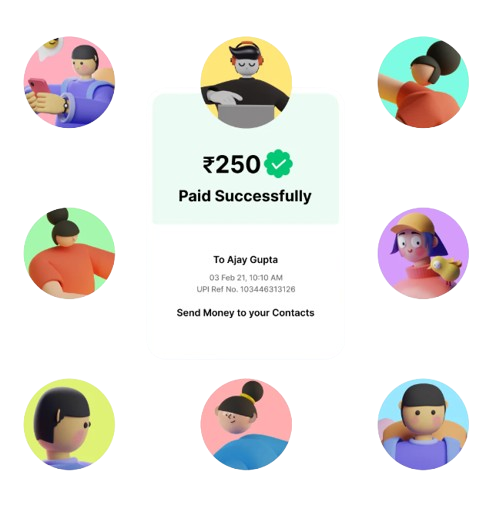 ₹250
Paid Successfully
To Ajay Gupta
03 Feb 21, 10:10 AM
UPI Ref No. 103446313126
Send Money to your Contacts